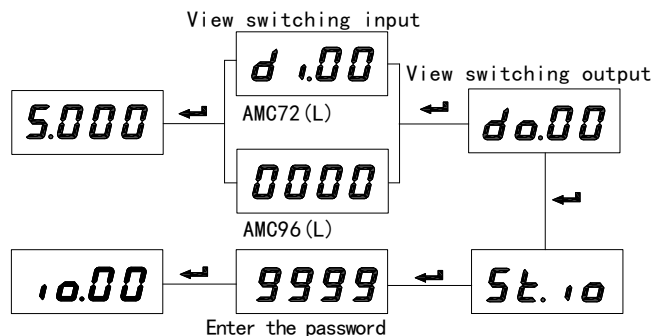 View switching input
di.00
View switching output
5.000
AMC72(L)
do.00
0000
AMC96(L)
io.00
9999
St.io
Enter the password